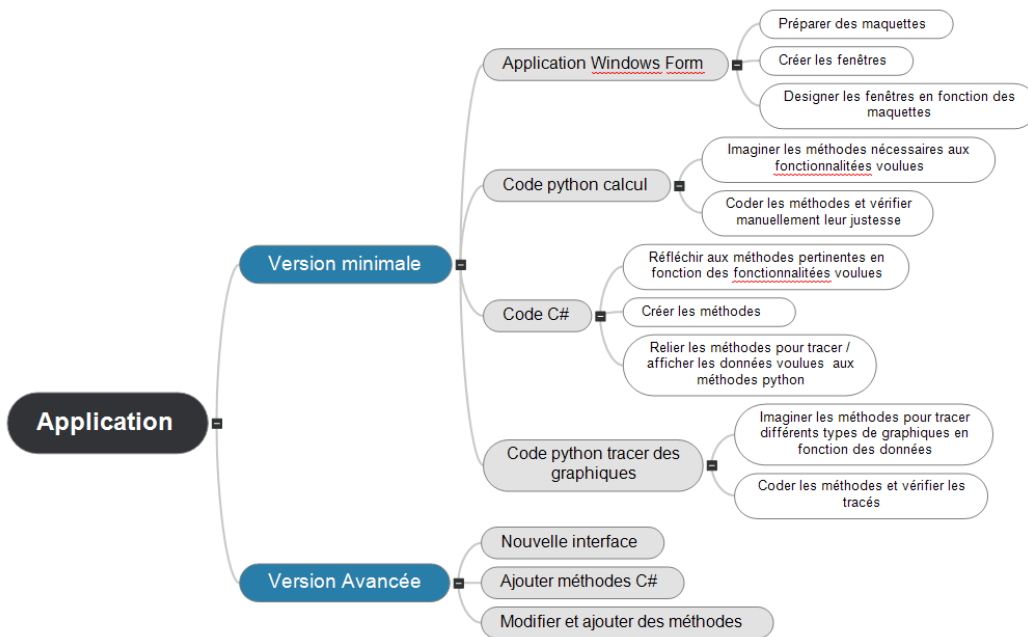 Préparer des maquettes
Application Windows Form
Créer les fenêtres
Designer les fenêtres en fonction des
maquettes
Imaginer les méthodes nécessaires aux
fonctionnalitées voulues
Code python calcul
Coder les méthodes et vérifier
manuellement leur justesse
Version minimale
Réfléchir aux méthodes pertinentes en
fonction des fonctionnalitées voulues
Code C#
Créer les méthodes
Relier les méthodes pour tracer /
afficher les données voulues aux
méthodes python
Application
Imaginer les méthodes pour tracer
différents types de graphiques en
fonction des données
Code python tracer des
graphiques
Coder les méthodes et vérifier les
tracés
Nouvelle interface
Version Avancée
Ajouter méthodes C#
Modifier et ajouter des méthodes